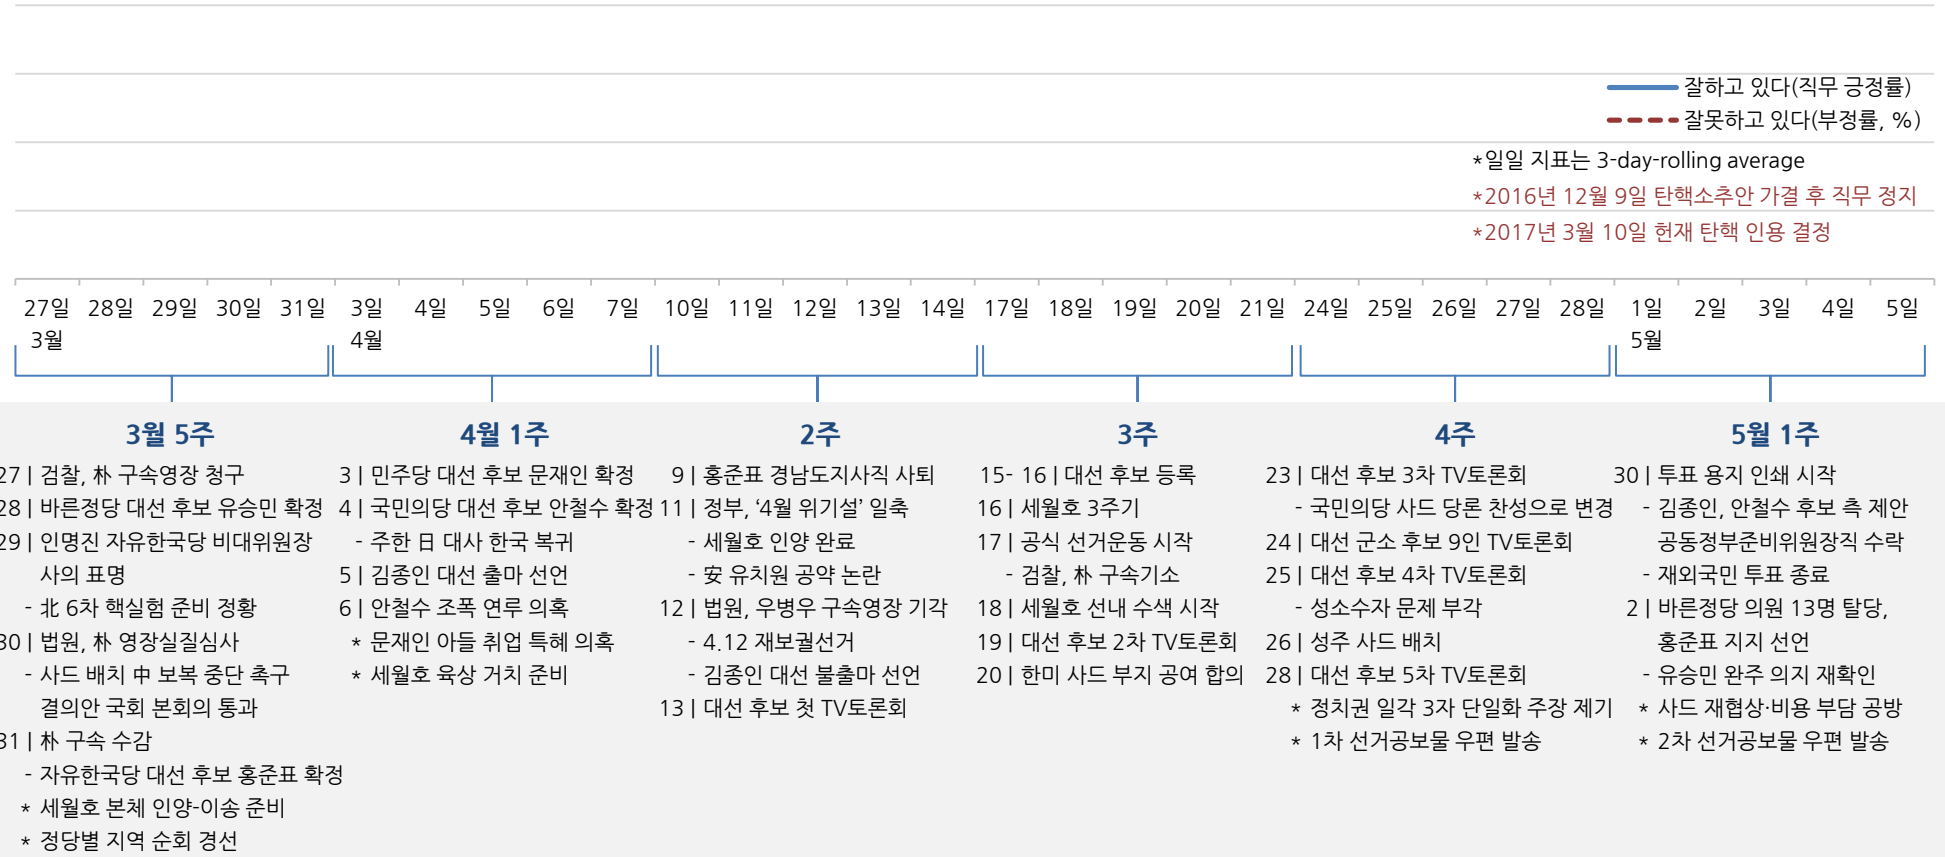 잘하고 있다(직무 긍정률)
잘못하고 있다(부정률, %)
*일일 지표는 3-day-rolling average
*2016년 12월 9일 탄핵소추안 가결 후 직무 정지
*2017년 3월 10일 헌재 탄핵 인용 결정
27일 28일 29일 30일 31일 3일 4일 5일 6일 7일 10일 11일 12일 13일 14일 17일 18일 19일 20일 21일 24일 25일 26일 27일 28일 1일 2일 3일 4일 5일
3월 4월 5월
3월 5주
27 | 검찰, 朴 구속영장 청구
28 | 바른정당 대선 후보 유승민 확정
29 | 인명진 자유한국당 비대위원장
사의 표명
- 北 6차 핵실험 준비 정황
30 | 법원, 朴 영장실질심사
- 사드 배치 中 보복 중단 촉구
결의안 국회 본회의 통과
31 | 朴 구속 수감
- 자유한국당 대선 후보 홍준표 확정
* 세월호 본체 인양-이송 준비
* 정당별 지역 순회 경선
4월 1주
3 | 민주당 대선 후보 문재인 확정
4 | 국민의당 대선 후보 안철수 확정
- 주한 日 대사 한국 복귀
5 | 김종인 대선 출마 선언
6 | 안철수 조폭 연루 의혹
* 문재인 아들 취업 특혜 의혹
* 세월호 육상 거치 준비
2주
9 | 홍준표 경남도지사직 사퇴
11 | 정부, ‘4월 위기설’ 일축
- 세월호 인양 완료
- 安 유치원 공약 논란
12 | 법원, 우병우 구속영장 기각
- 4.12 재보궐선거
- 김종인 대선 불출마 선언
13 | 대선 후보 첫 TV토론회
3주
15- 16 | 대선 후보 등록
16 | 세월호 3주기
17 | 공식 선거운동 시작
- 검찰, 朴 구속기소
18 | 세월호 선내 수색 시작
19 | 대선 후보 2차 TV토론회
20 | 한미 사드 부지 공여 합의
4주
23 | 대선 후보 3차 TV토론회
- 국민의당 사드 당론 찬성으로 변경
24 | 대선 군소 후보 9인 TV토론회
25 | 대선 후보 4차 TV토론회
- 성소수자 문제 부각
26 | 성주 사드 배치
28 | 대선 후보 5차 TV토론회
* 정치권 일각 3자 단일화 주장 제기
* 1차 선거공보물 우편 발송
5월 1주
30 | 투표 용지 인쇄 시작
- 김종인, 안철수 후보 측 제안
공동정부준비위원장직 수락
- 재외국민 투표 종료
2 | 바른정당 의원 13명 탈당,
홍준표 지지 선언
- 유승민 완주 의지 재확인
* 사드 재협상·비용 부담 공방
* 2차 선거공보물 우편 발송